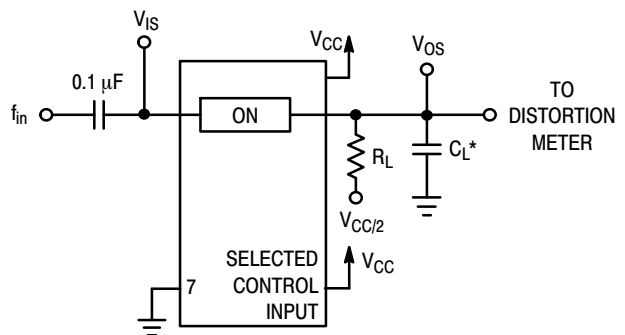 V_IS
V_CC
V_OS
0.1 μF
f_in
ON
TO
DISTORTION
METER
R_L
C_L*
V_CC/2
7
SELECTED
CONTROL
INPUT
V_CC